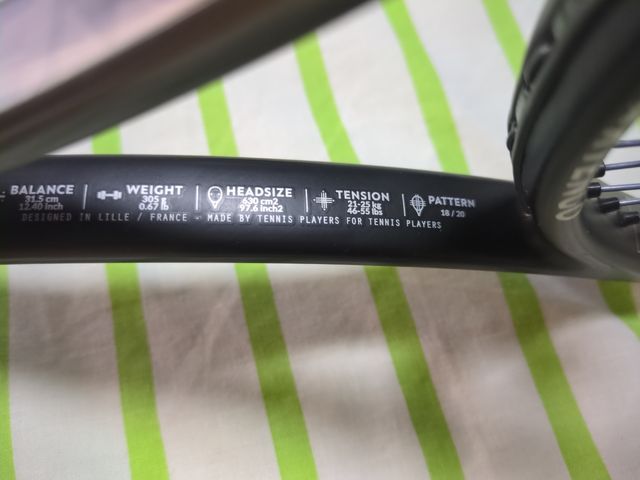 BALANCE
31.5 cm
12.40 inch
WEIGHT
305 g
0.67 lb
HEADSIZE
630 cm2
97.6 inch2
TENSION
21-25 kg
46-55 lbs
PATTERN
18 / 20
DESIGNED IN LILLE / FRANCE - MADE BY TENNIS PLAYERS FOR TENNIS PLAYERS